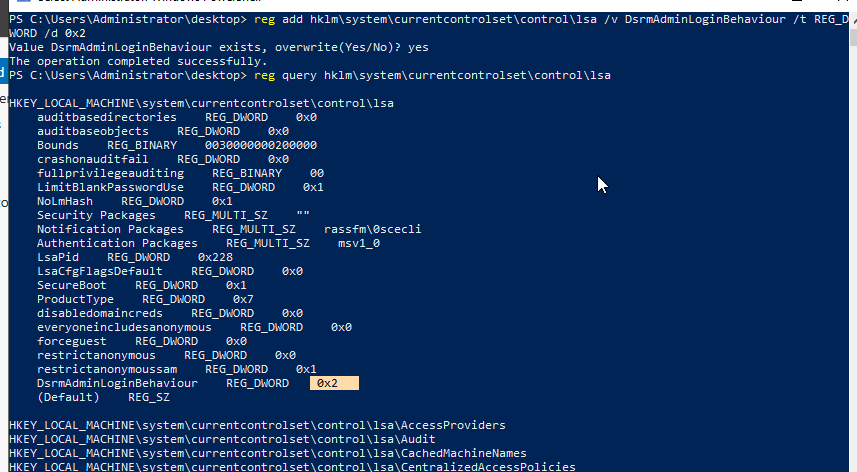 PS C:\Users\Administrator\desktop> reg add hklm\system\currentcontrolset\control\lsa /v DsrmAdminLoginBehaviour /t REG_D
WORD /d 0x2
Value DsrmAdminLoginBehaviour exists, overwrite(Yes/No)? yes
The operation completed successfully.
PS C:\Users\Administrator\desktop> reg query hklm\system\currentcontrolset\control\lsa
HKEY_LOCAL_MACHINE\system\currentcontrolset\control\lsa
auditbasedirectories REG_DWORD 0x0
auditbaseobjects REG_DWORD 0x0
Bounds REG_BINARY 0030000000200000
crashonauditfail REG_DWORD 0x0
fullprivilegeauditing REG_BINARY 00
LimitBlankPasswordUse REG_DWORD 0x1
NoLmHash REG_DWORD 0x1
Security Packages REG_MULTI_SZ ""
Notification Packages REG_MULTI_SZ rassfm\0scecli
Authentication Packages REG_MULTI_SZ msv1_0
LsaPid REG_DWORD 0x228
LsaCfgFlagsDefault REG_DWORD 0x0
SecureBoot REG_DWORD 0x1
ProductType REG_DWORD 0x7
disabledomaincreds REG_DWORD 0x0
everyoneincludesanonymous REG_DWORD 0x0
forceguest REG_DWORD 0x0
restrictanonymous REG_DWORD 0x0
restrictanonymoussam REG_DWORD 0x1
DsrmAdminLoginBehaviour REG_DWORD 0x2
(Default) REG_SZ
HKEY_LOCAL_MACHINE\system\currentcontrolset\control\lsa\AccessProviders
HKEY_LOCAL_MACHINE\system\currentcontrolset\control\lsa\Audit
HKEY_LOCAL_MACHINE\system\currentcontrolset\control\lsa\CachedMachineNames
HKEY_LOCAL_MACHINE\system\currentcontrolset\control\lsa\CentralizedAccessPolicies